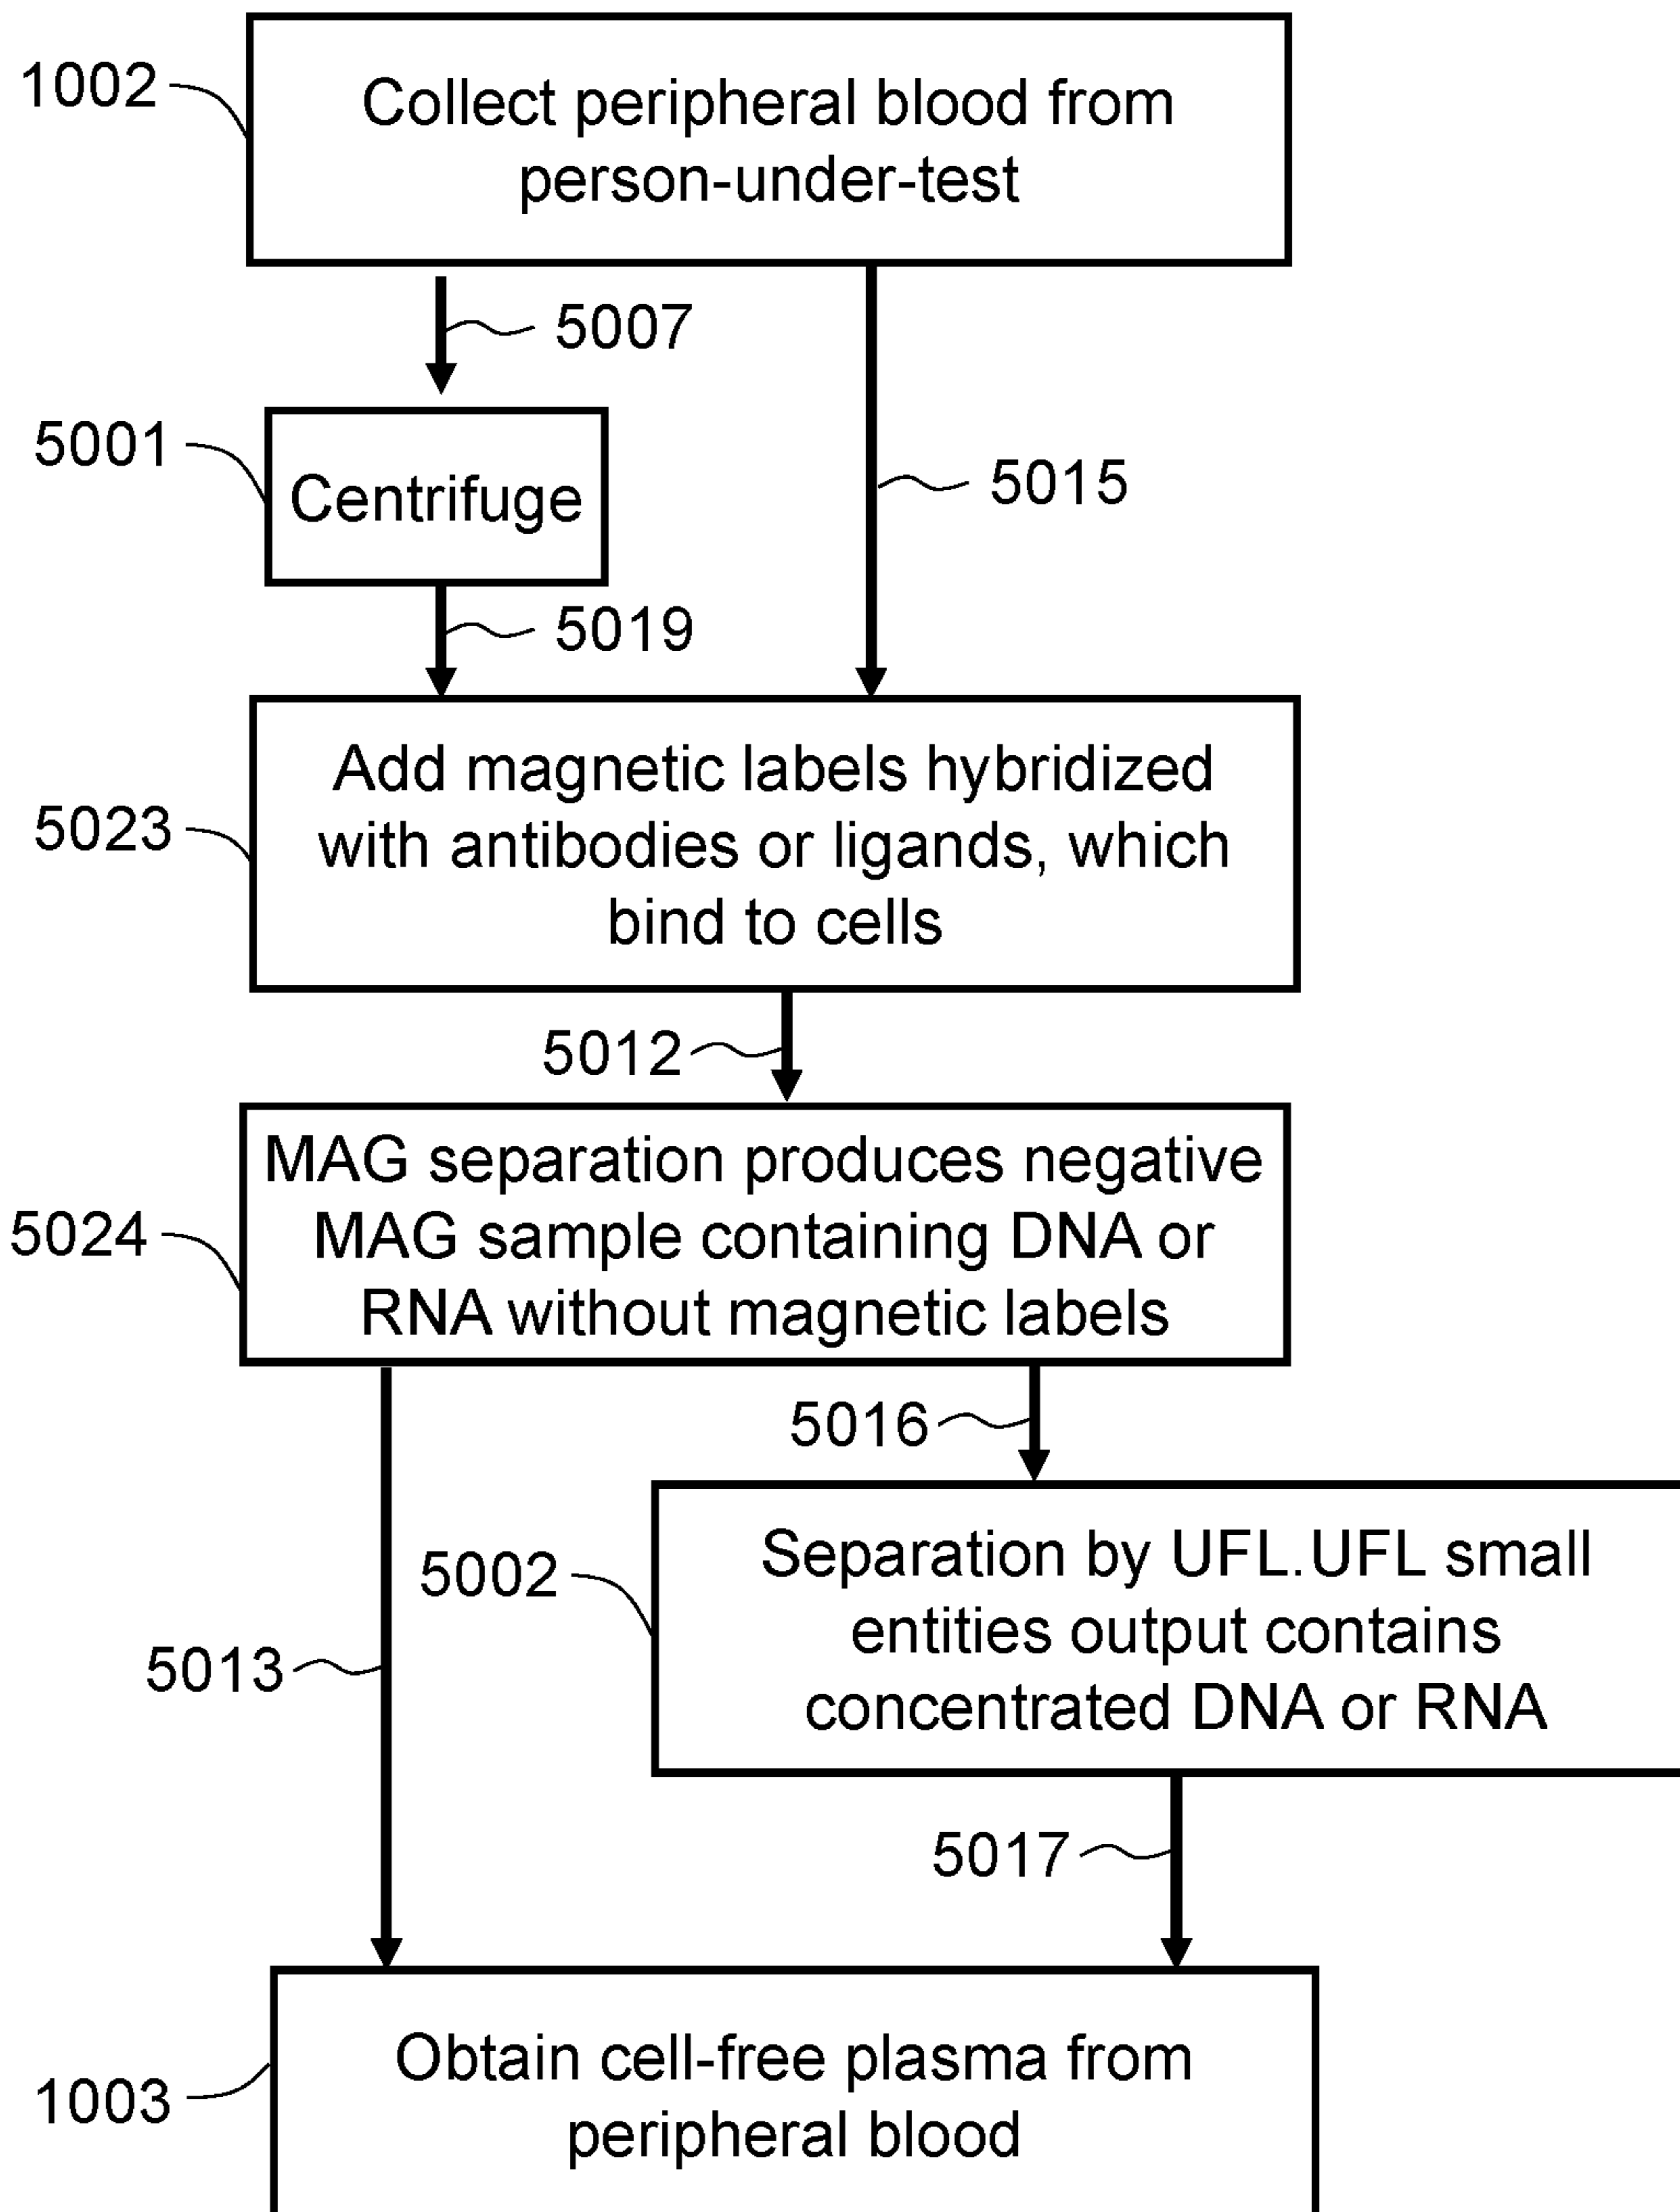 1002
Collect peripheral blood from
person-under-test
5007
5001
Centrifuge
5015
5019
5023
Add magnetic labels hybridized
with antibodies or ligands, which
bind to cells
5012
5024
MAG separation produces negative
MAG sample containing DNA or
RNA without magnetic labels
5016
5002
Separation by UFL.UFL small
entities output contains
concentrated DNA or RNA
5013
5017
1003
Obtain cell-free plasma from
peripheral blood